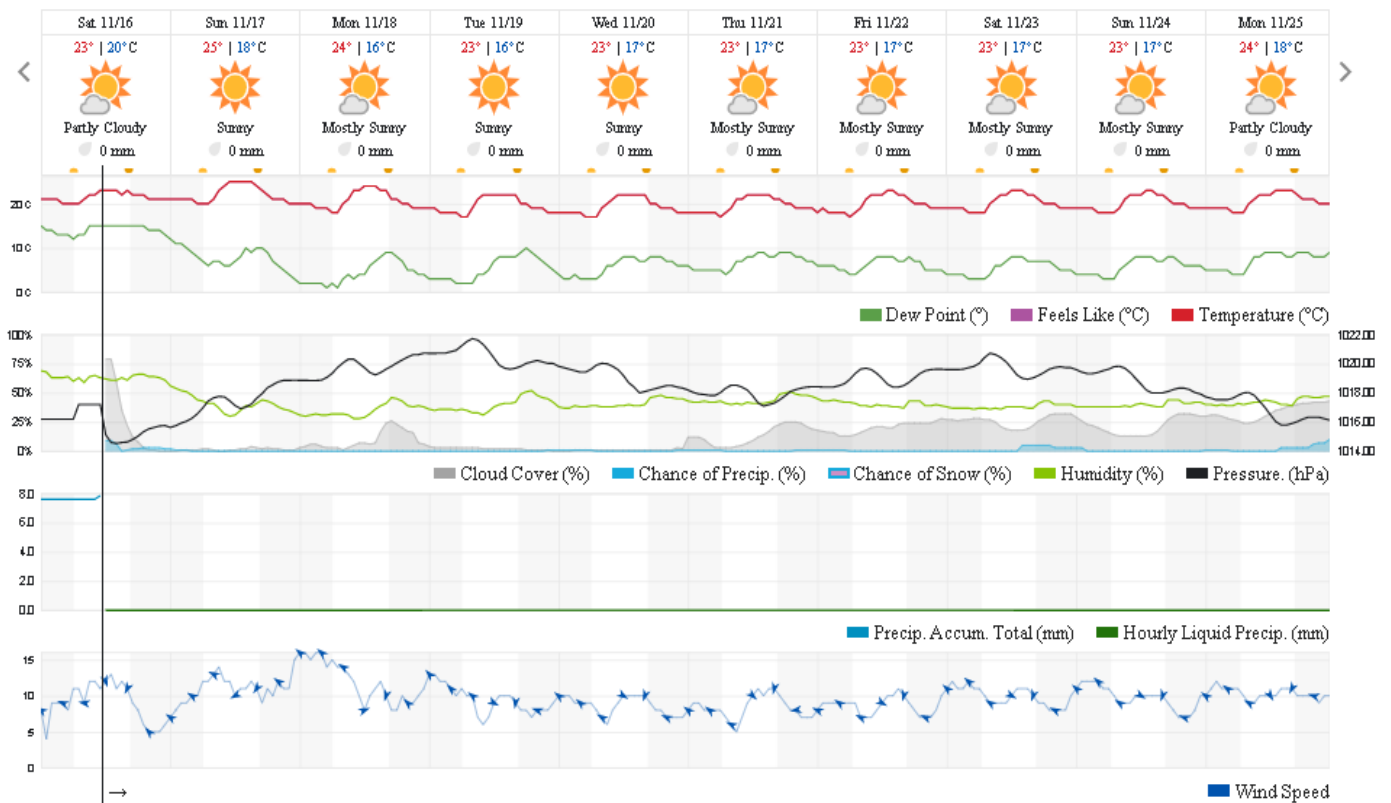 Sat 11/16 Sun 11/17 Mon 11/18 Tue 11/19 Wed 11/20 Thu 11/21 Fri 11/22 Sat 11/23 Sun 11/24 Mon 11/25
23° | 20°C 25° | 18°C 24° | 16°C 23° | 16°C 23° | 17°C 23° | 17°C 23° | 17°C 23° | 17°C 23° | 17°C 24° | 18°C
Partly Cloudy Sunny Mostly Sunny Sunny Sunny Mostly Sunny Mostly Sunny Mostly Sunny Mostly Sunny Partly Cloudy
0 mm 0 mm 0 mm 0 mm 0 mm 0 mm 0 mm 0 mm 0 mm 0 mm
20 C
10 C
0 C
Dew Point (°) Feels Like (°C) Temperature (°C)
100% 1022.00
75% 1020.00
50% 1018.00
25% 1016.00
0% 1014.00
Cloud Cover (%) Chance of Precip. (%) Chance of Snow (%) Humidity (%) Pressure. (hPa)
8.0
6.0
4.0
2.0
0.0
Precip. Accum. Total (mm) Hourly Liquid Precip. (mm)
15
10
5
0
→ Wind Speed